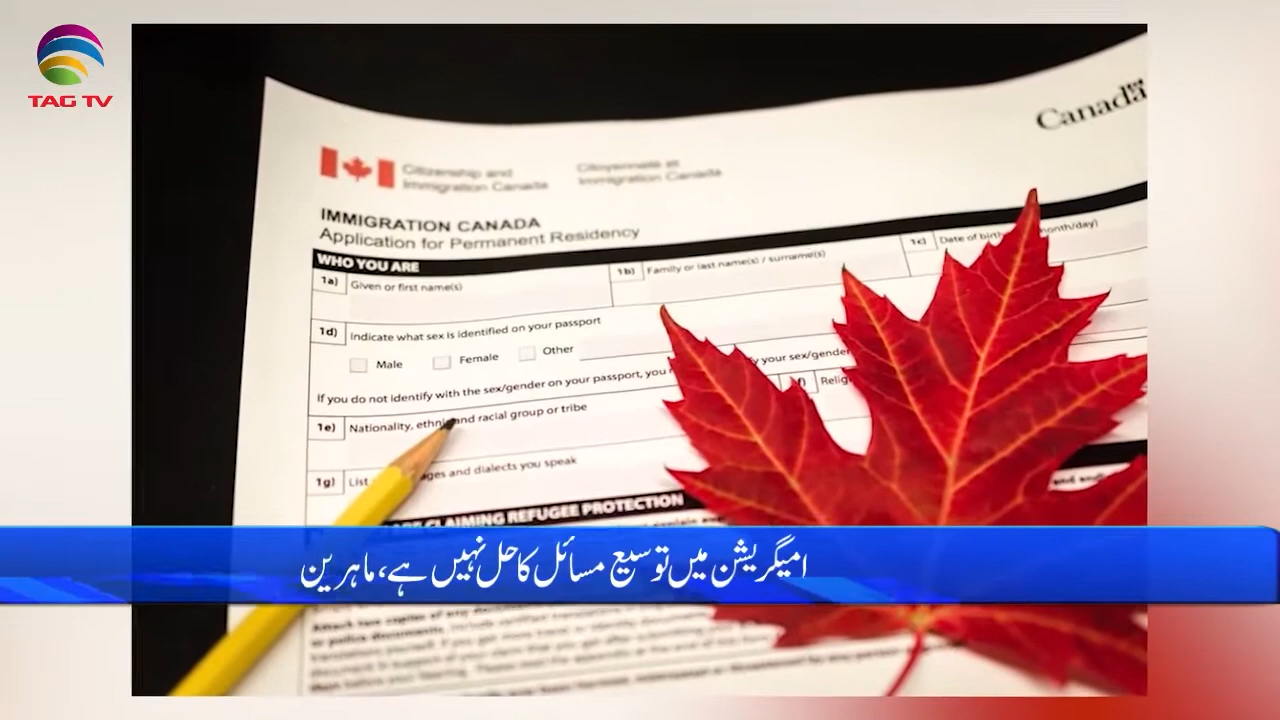 TAG TV
Canada
Citizenship and Immigration Canada
Citoyenneté et Immigration Canada
IMMIGRATION CANADA
Application for Permanent Residency
WHO YOU ARE
1a) Given or first name(s)
1b) Family or last name(s) / surname(s)
1c) Date of month/day)
1d) Indicate what sex is identified on your passport
Male Female Other
If you do not identify with the sex/gender on your passport, you your sex/gender
1e) Nationality, ethnic and racial group or tribe
1g) List and dialects you speak
CLAIMING REFUGEE PROTECTION
امیگریشن میں توسیع مسائل کا حل نہیں ہے، ماہرین